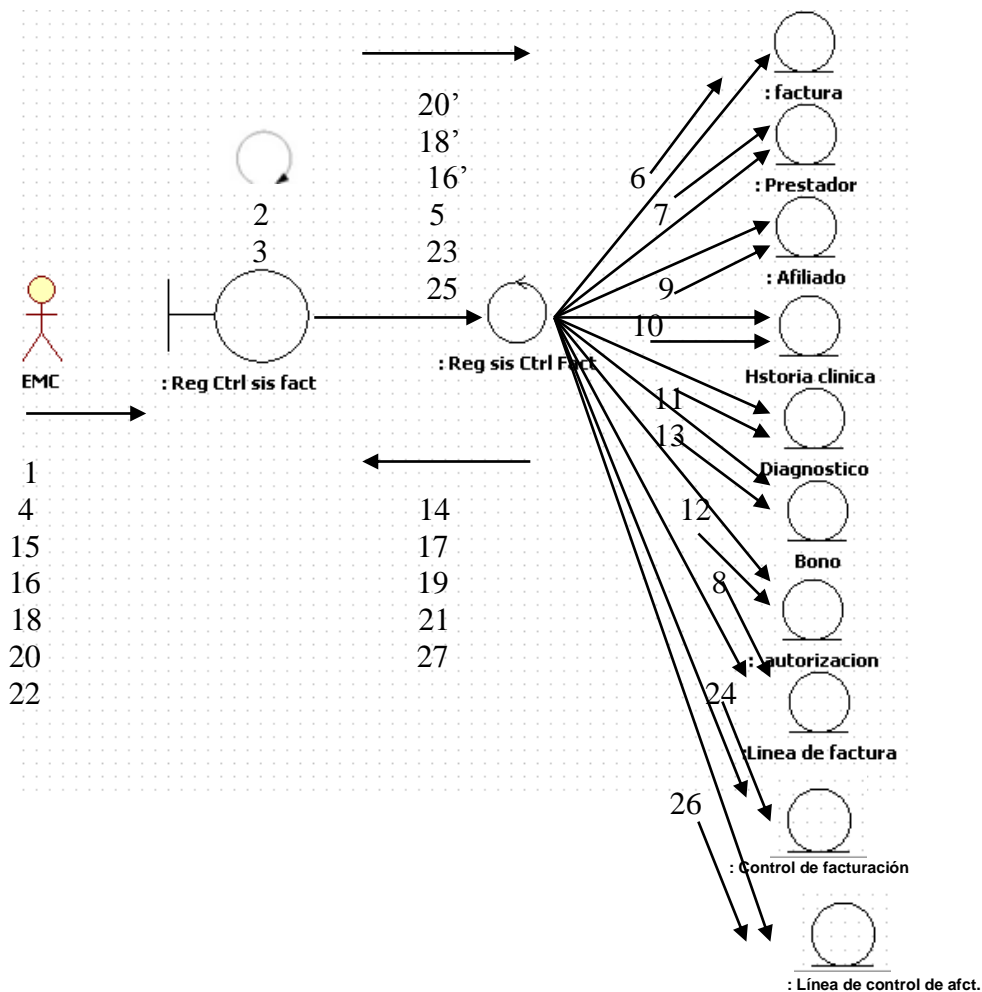 : factura
20’
18’
16’
5
23
25
2
3
6
: Prestador
7
: Afiliado
9
10
EMC
: Reg Ctrl sis fact
: Reg sis Ctrl Fact
Hstoria clinica
11
13
Diagnostico
1
4
15
16
18
20
22
14
17
19
21
27
12
Bono
8
: autorizacion
24
:Linea de factura
26
: Control de facturación
: Línea de control de afct.